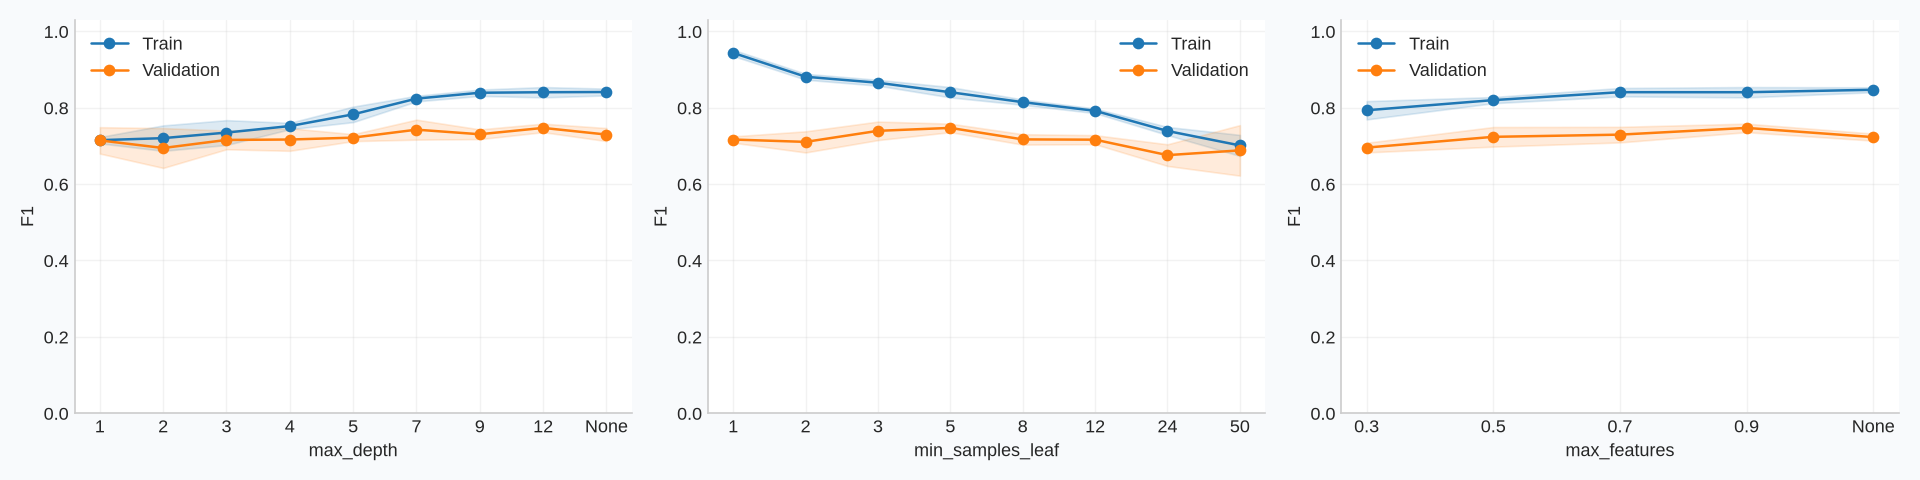 1.0
0.8
0.6
0.4
0.2
0.0
F1
Train
Validation
1 2 3 4 5 7 9 12 None
max_depth
1.0
0.8
0.6
0.4
0.2
0.0
F1
Train
Validation
1 2 3 5 8 12 24 50
min_samples_leaf
1.0
0.8
0.6
0.4
0.2
0.0
F1
Train
Validation
0.3 0.5 0.7 0.9 None
max_features